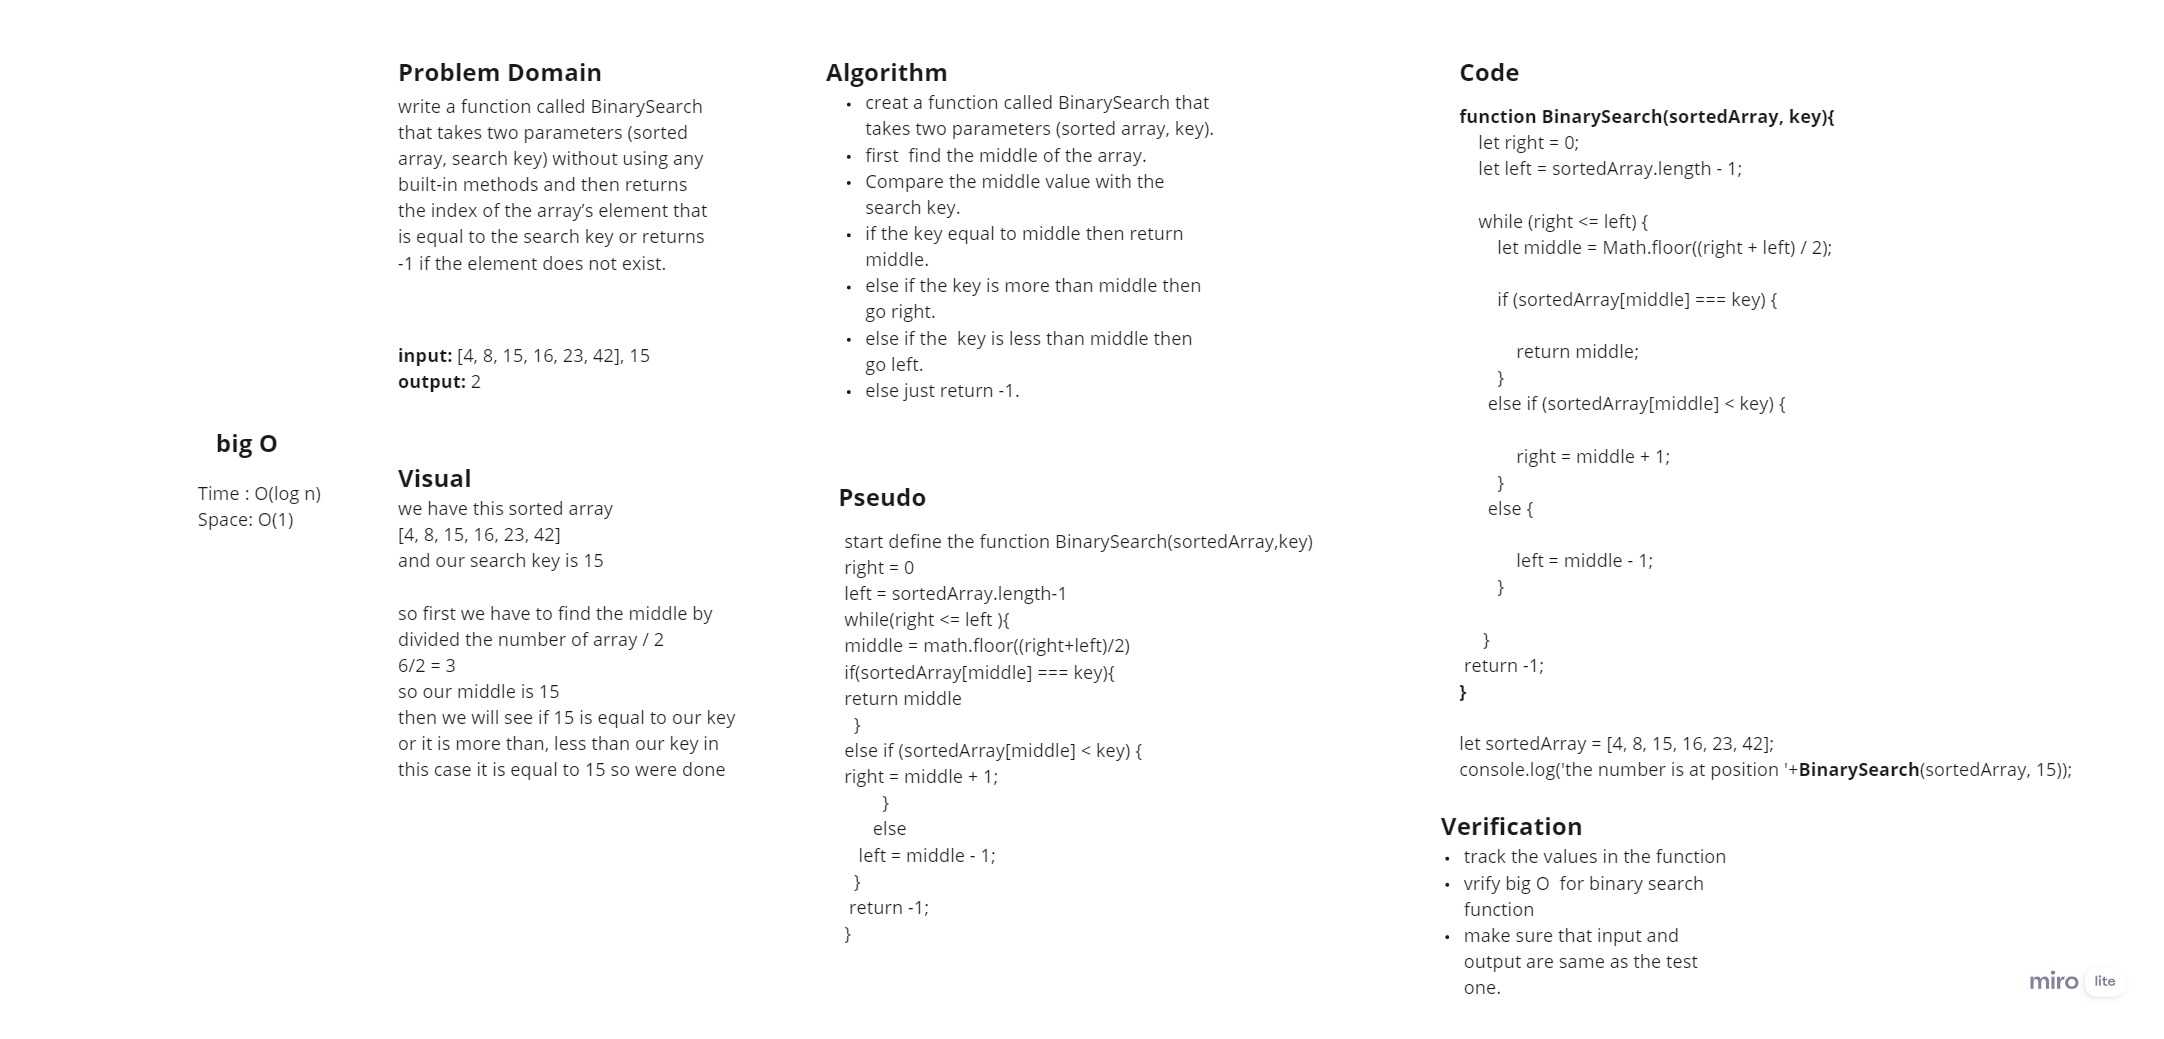 Problem Domain
write a function called BinarySearch
that takes two parameters (sorted
array, search key) without using any
built-in methods and then returns
the index of the array’s element that
is equal to the search key or returns
-1 if the element does not exist.
input: [4, 8, 15, 16, 23, 42], 15
output: 2
big O
Time : O(log n)
Space: O(1)
Visual
we have this sorted array
[4, 8, 15, 16, 23, 42]
and our search key is 15
so first we have to find the middle by
divided the number of array / 2
6/2 = 3
so our middle is 15
then we will see if 15 is equal to our key
or it is more than, less than our key in
this case it is equal to 15 so were done
Algorithm
• creat a function called BinarySearch that
takes two parameters (sorted array, key).
• first  find the middle of the array.
• Compare the middle value with the
search key.
• if the key equal to middle then return
middle.
• else if the key is more than middle then
go right.
• else if the  key is less than middle then
go left.
• else just return -1.
Pseudo
start define the function BinarySearch(sortedArray,key)
right = 0
left = sortedArray.length-1
while(right <= left ){
middle = math.floor((right+left)/2)
if(sortedArray[middle] === key){
return middle
}
else if (sortedArray[middle] < key) {
right = middle + 1;
}
else
left = middle - 1;
}
return -1;
}
Code
function BinarySearch(sortedArray, key){
let right = 0;
let left = sortedArray.length - 1;
while (right <= left) {
let middle = Math.floor((right + left) / 2);
if (sortedArray[middle] === key) {
return middle;
}
else if (sortedArray[middle] < key) {
right = middle + 1;
}
else {
left = middle - 1;
}
}
return -1;
}
let sortedArray = [4, 8, 15, 16, 23, 42];
console.log('the number is at position '+BinarySearch(sortedArray, 15));
Verification
• track the values in the function
• vrify big O  for binary search
function
• make sure that input and
output are same as the test
one.
miro lite